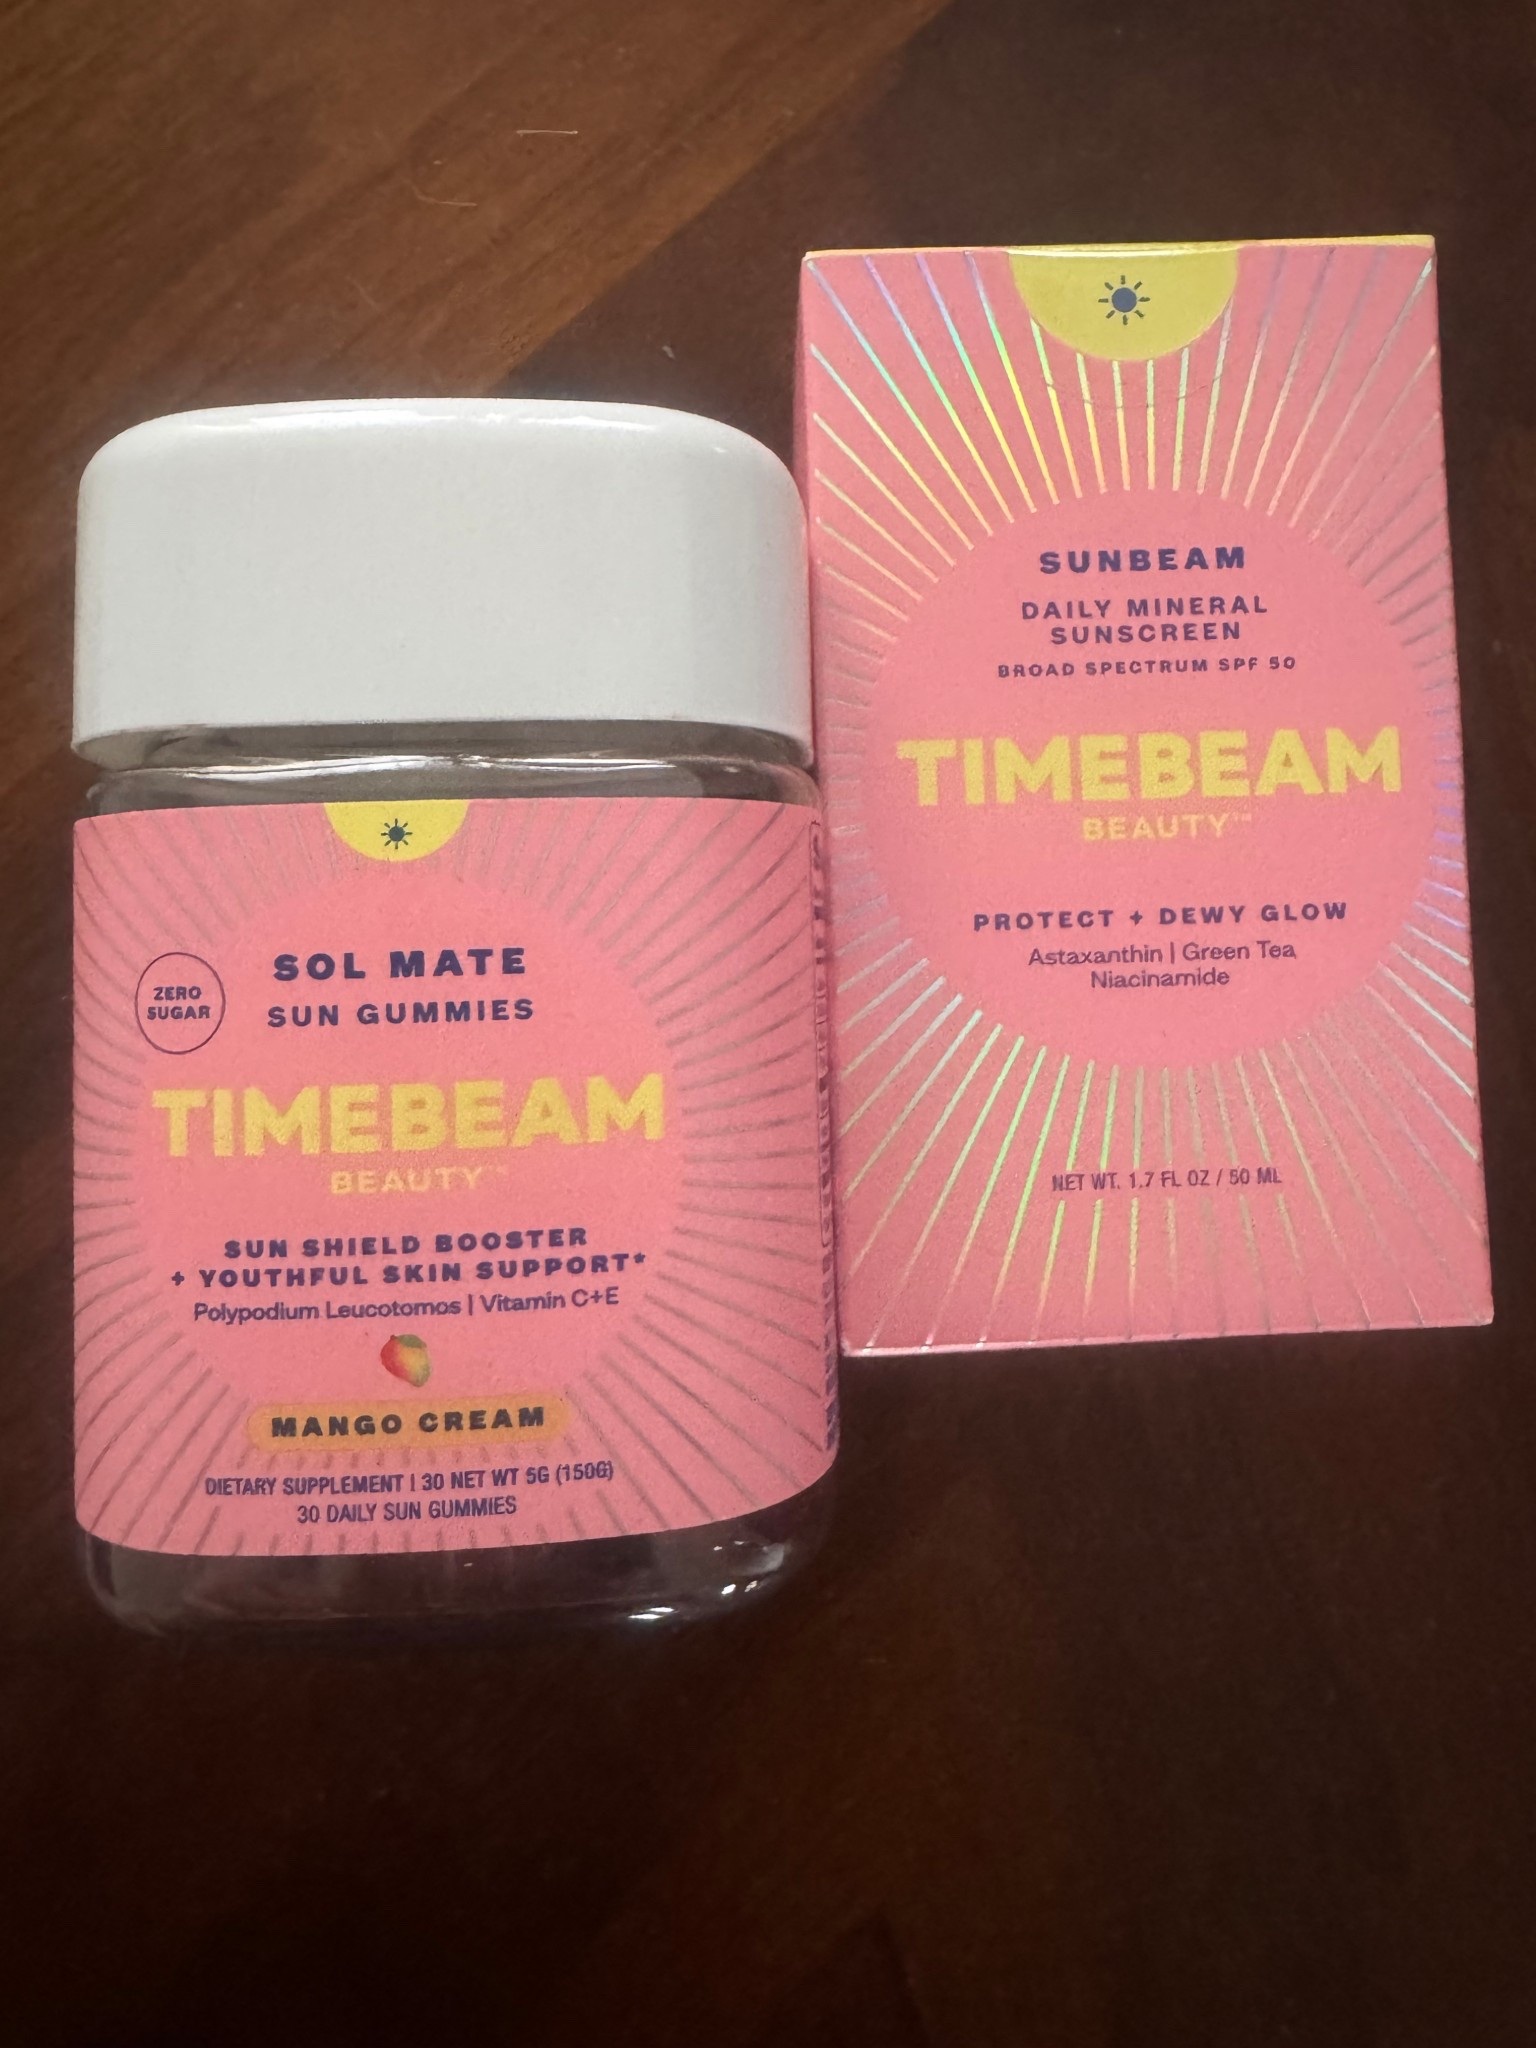 ZERO
SUGAR
SOL MATE
SUN GUMMIES
TIMEBEAM
BEAUTY™
SUN SHIELD BOOSTER
+ YOUTHFUL SKIN SUPPORT*
Polypodium Leucotomos | Vitamin C+E
MANGO CREAM
DIETARY SUPPLEMENT | 30 NET WT 5G (150G)
30 DAILY SUN GUMMIES
SUNBEAM
DAILY MINERAL
SUNSCREEN
BROAD SPECTRUM SPF 50
TIMEBEAM
BEAUTY™
PROTECT + DEWY GLOW
Astaxanthin | Green Tea
Niacinamide
NET WT. 1.7 FL OZ / 50 ML